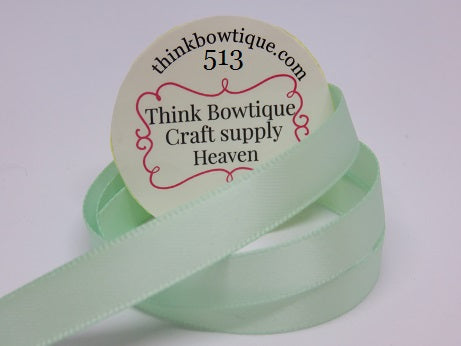 thinkbowtique.com
513
Think Bowtique
Craft supply
Heaven